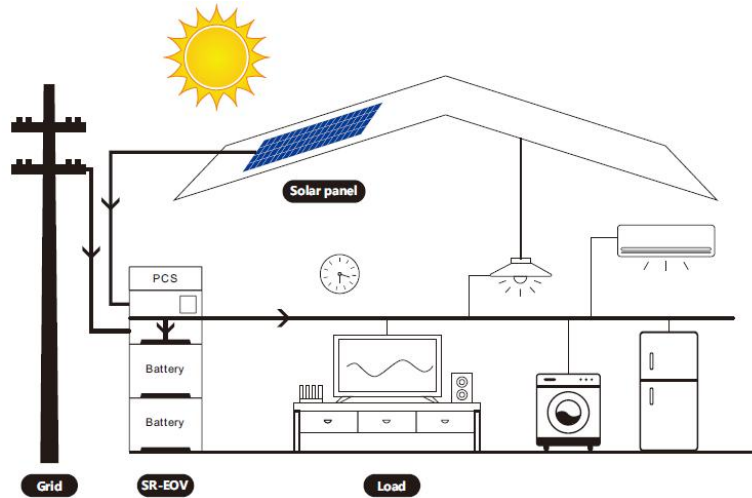 Solar panel
PCS
Battery
Battery
Grid
SR-EOV
Load